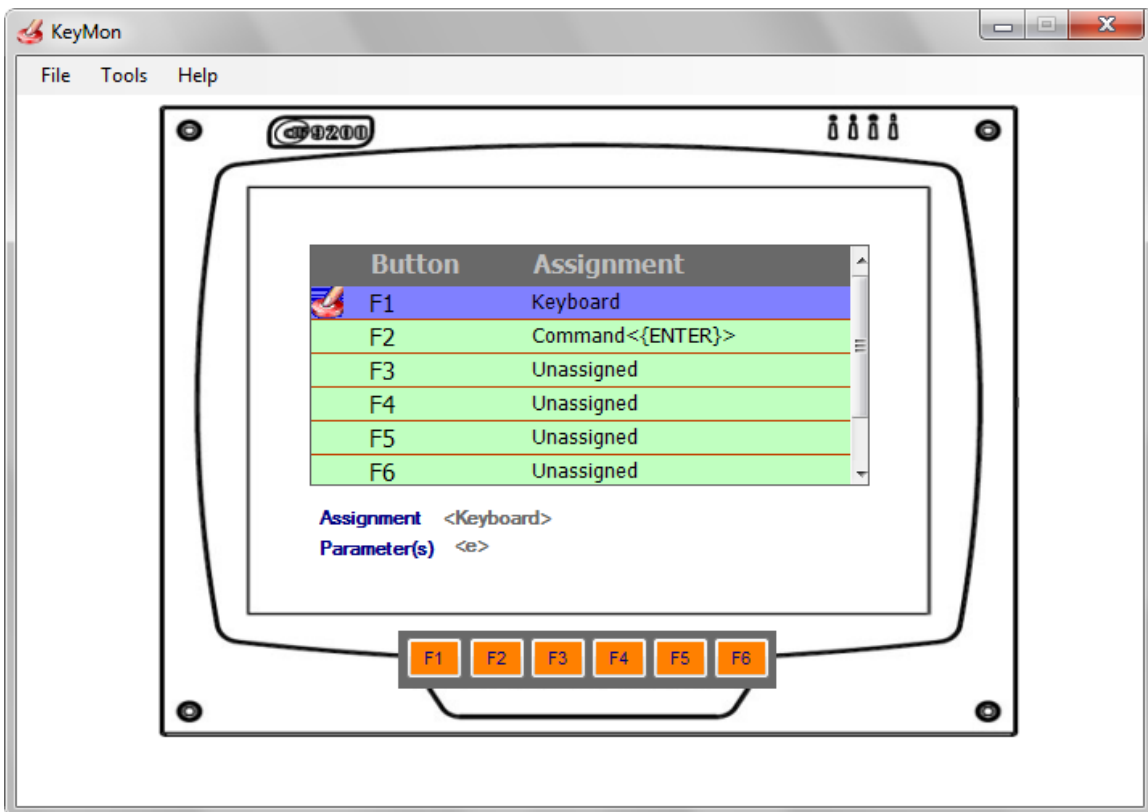 KeyMon
File Tools Help
9200
Button Assignment
F1 Keyboard
F2 Command<{ENTER}>
F3 Unassigned
F4 Unassigned
F5 Unassigned
F6 Unassigned
Assignment <Keyboard>
Parameter(s) <e>
F1 F2 F3 F4 F5 F6